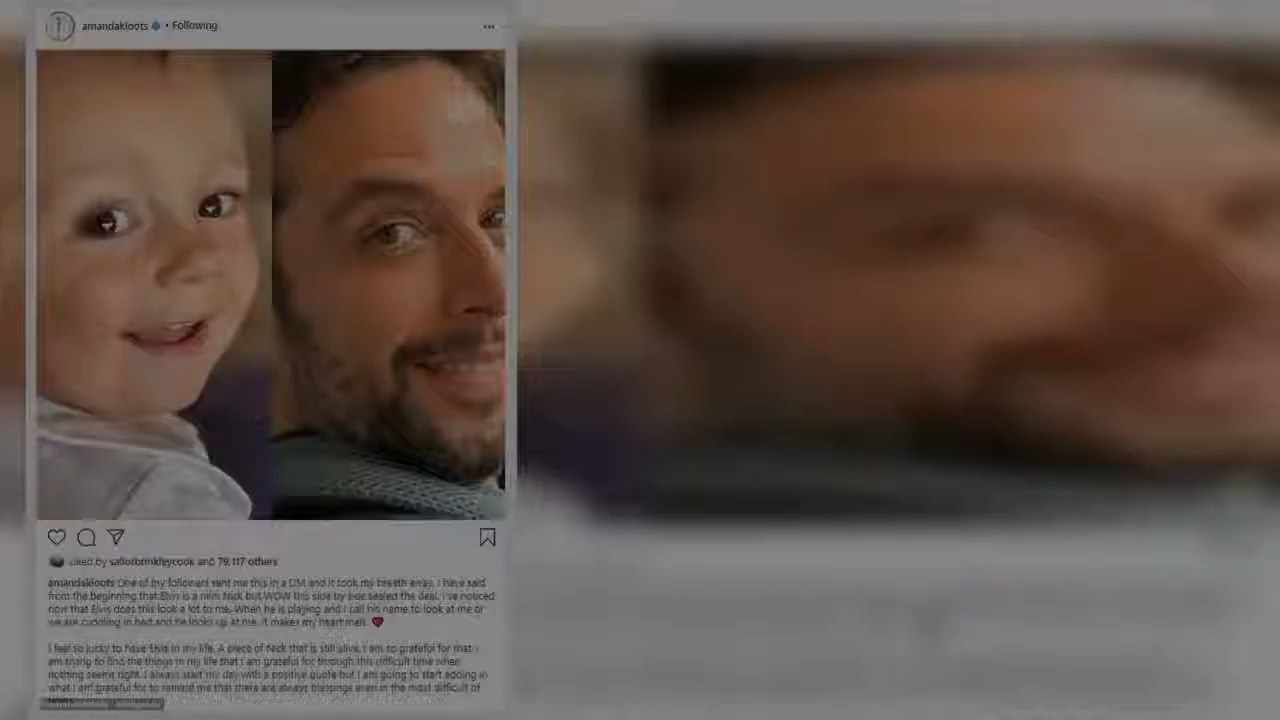 amandakloots • Following
Liked by sailorbrinkleycook and 79,117 others
amandakloots One of my followers sent me this in a DM and it took my breath away. I have said
from the beginning that Elvis is a mini Nick but WOW this side by side sealed the deal. I've noticed
now that Elvis does this look a lot to me. When he is playing and I call his name to look at me or
we are cuddling in bed and he looks up at me. It makes my heart melt. ❤️
I feel so lucky to have Elvis in my life. A piece of Nick that is still alive. I am so grateful for that. I
am trying to find the things in my life that I am grateful for through this difficult time when
nothing seems right. I always start my day with a positive quote but I am going to start adding in
what I am grateful for to remind me that there are always blessings even in the most difficult of